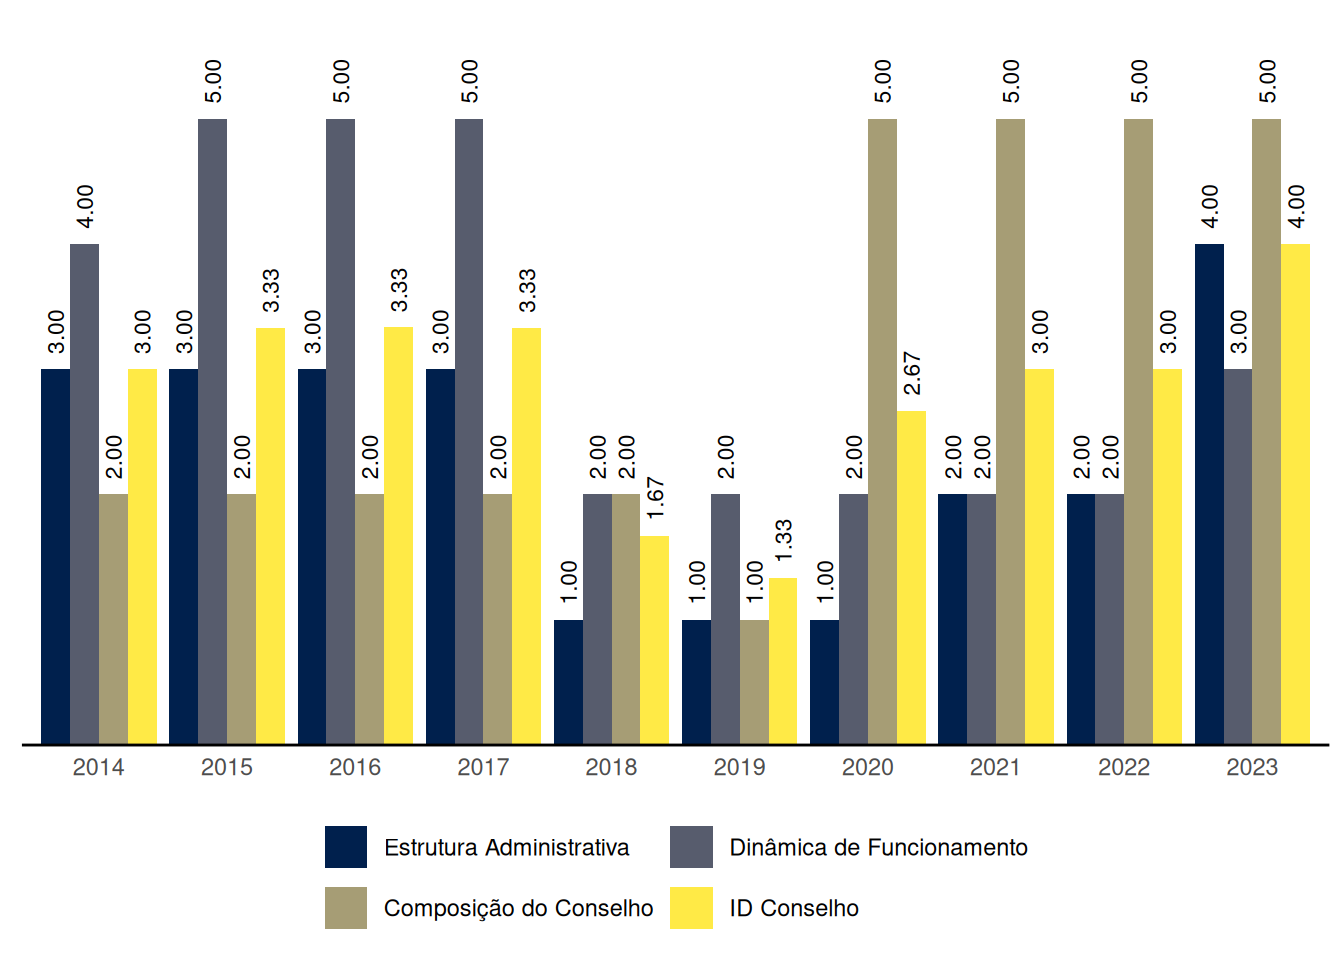 3.00 4.00 2.00 3.00 3.00 5.00 2.00 3.33 3.00 5.00 2.00 3.33 3.00 5.00 2.00 3.33 1.00 2.00 2.00 1.67 1.00 2.00 1.00 1.33 1.00 2.00 5.00 2.67 2.00 2.00 5.00 3.00 2.00 2.00 5.00 3.00 4.00 3.00 5.00 4.00
2014 2015 2016 2017 2018 2019 2020 2021 2022 2023
Estrutura Administrativa Dinâmica de Funcionamento
Composição do Conselho ID Conselho